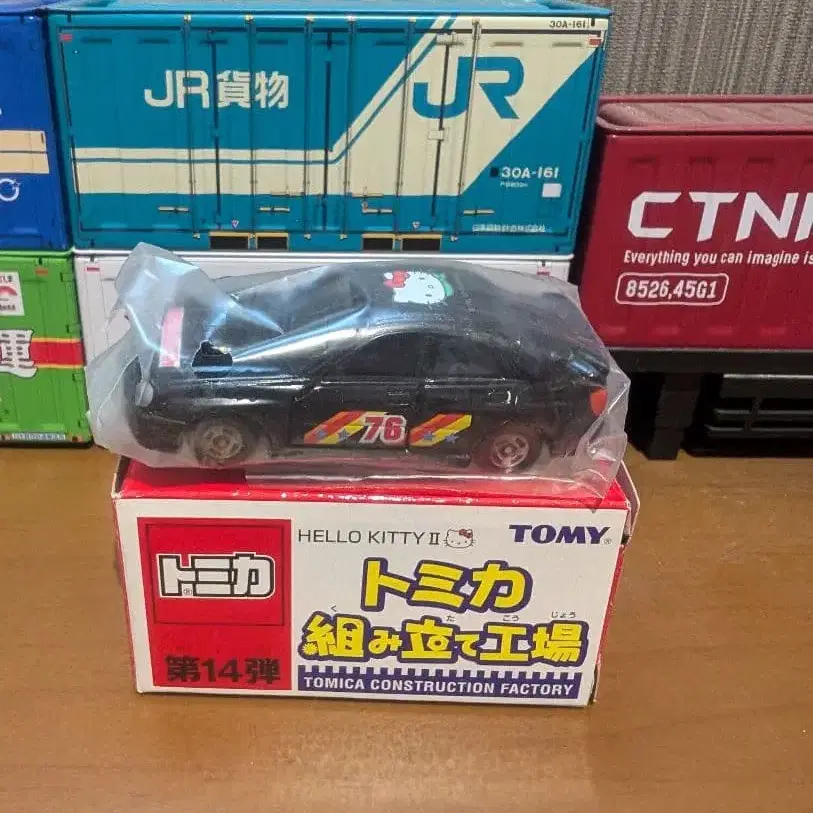 30A-161
JR貨物
JR
30A-161
CTN
Everything you can imagine is
8526,45G1
運
76
HELLO KITTY II
TOMY
トミカ
トミカ
く た こう じょう
組み立て工場
第14弾
TOMICA CONSTRUCTION FACTORY